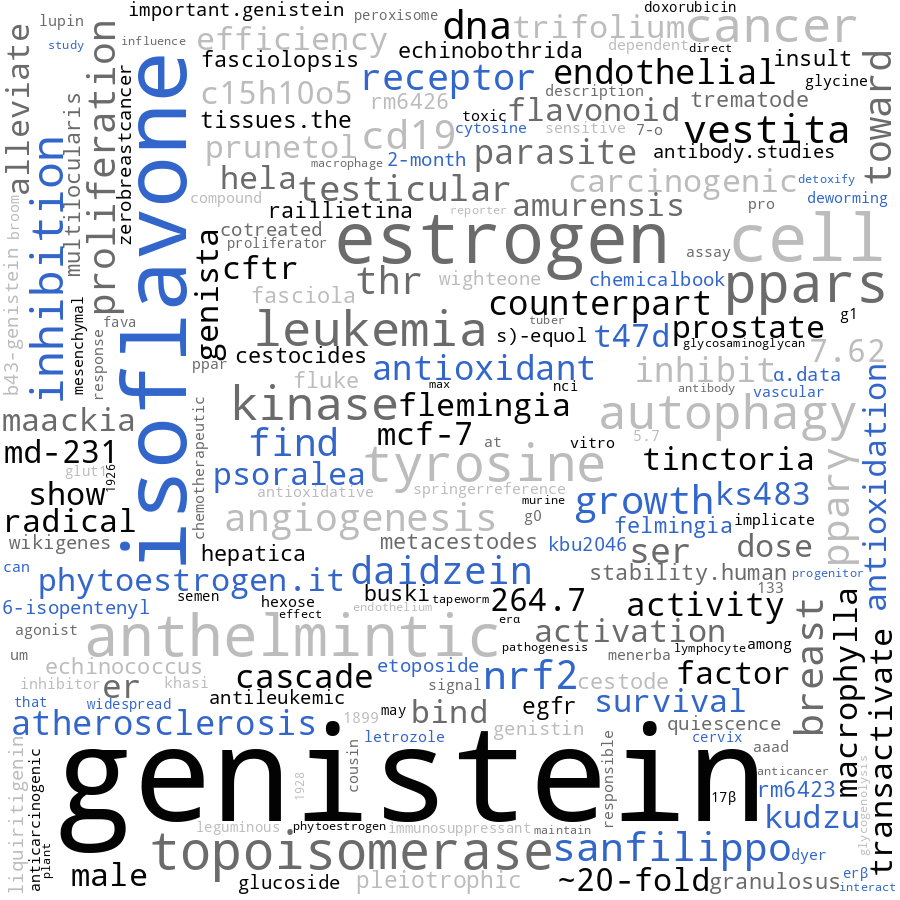 important.genistein
peroxisome
doxorubicin
lupin
study
influence
efficiency
dna
trifolium
cancer
fasciolopsis
echinobothrida
dependent
direct
insult
alleviate
proliferation
zerobreastcancer
isoflavone
receptor
endothelial
glycine
toward
c15h10o5
rm6426
description
trematode
tissues.the
toxic
flavonoid
prunetol
cd19
cytosine
sensitive
7-o
vestita
macrophage
2-month
parasite
antibody.studies
hela
testicular
carcinogenic
detoxify
compound
raillietina
reporter
amurensis
pro
deworming
inhibition
multilocularis
broom
b43-genistein
cotreated
proliferator
estrogen
assay
cell
genista
cftr
thr
wighteone
chemicalbook
ppars
fasciola
counterpart
g1
mesenchymal
response
fava
leukemia
tuber
s)-equol
t47d
prostate
glycosaminoglycan
7.62
ppar
cestocides
antioxidant
inhibit
α.data
fluke
max
nci
antibody
vascular
maackia
kinase
flemingia
autophagy
md-231
find
mcf-7
at
vitro
5.7
glut1
1926
chemotherapeutic
psoralea
tyrosine
tinctoria
show
antioxidative
springerreference
murine
growth
ks483
pparγ
antioxidation
radical
angiogenesis
g0
felmingia
implicate
wikigenes
hepatica
metacestodes
kbu2046
ser
dose
can
phytoestrogen.it
daidzein
stability.human
progenitor
133
6-isopentenyl
semen
hexose
buski
tapeworm
264.7
activity
effect
endothelium
erα
agonist
anthelmintic
activation
pathogenesis
lymphocyte
among
um
echinococcus
cascade
etoposide
menerba
breast
macrophylla
transactivate
inhibitor
er
khasi
signal
nrf2
cestode
factor
that
widespread
antileukemic
may
bind
egfr
survival
atherosclerosis
1899
genistin
quiescence
letrozole
cervix
aaad
liquiritigenin
anticarcinogenic
plant
genistein
1928
cousin
responsible
anticancer
17β
rm6423
glycogenolysis
leguminous
phytoestrogen
immunosuppressant
maintain
kudzu
topoisomerase
sanfilippo
dyer
male
glucoside
pleiotrophic
~20-fold
granulosus
erβ
interact